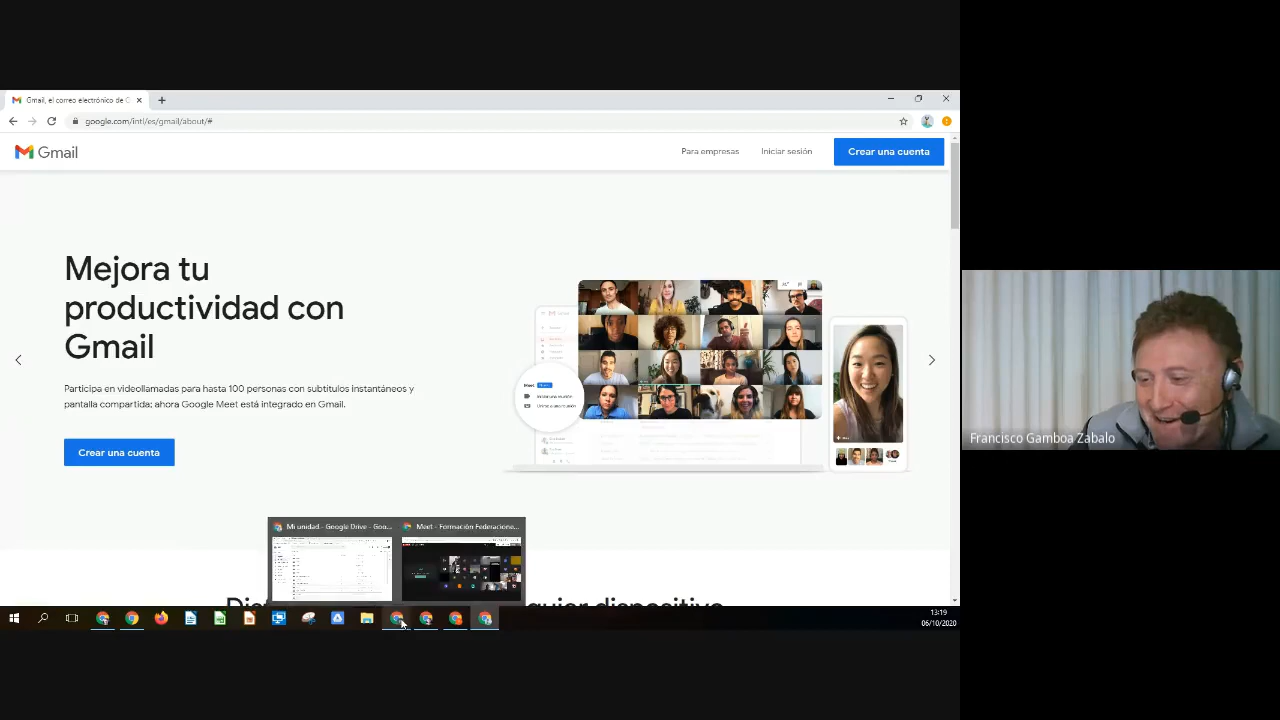 Gmail, el correo electrónico de G
google.com/intl/es/gmail/about/#
Gmail
Para empresas
Iniciar sesión
Crear una cuenta
Mejora tu
productividad con
Gmail
Participa en videollamadas para hasta 100 personas con subtítulos instantáneos y
pantalla compartida; ahora Google Meet está integrado en Gmail.
Crear una cuenta
Meet
Gmail
Francisco Gamboa Zabalo
Mi unidad - Google Drive - Goo...
Meet - Formación Federacione...
13:19
06/10/2020